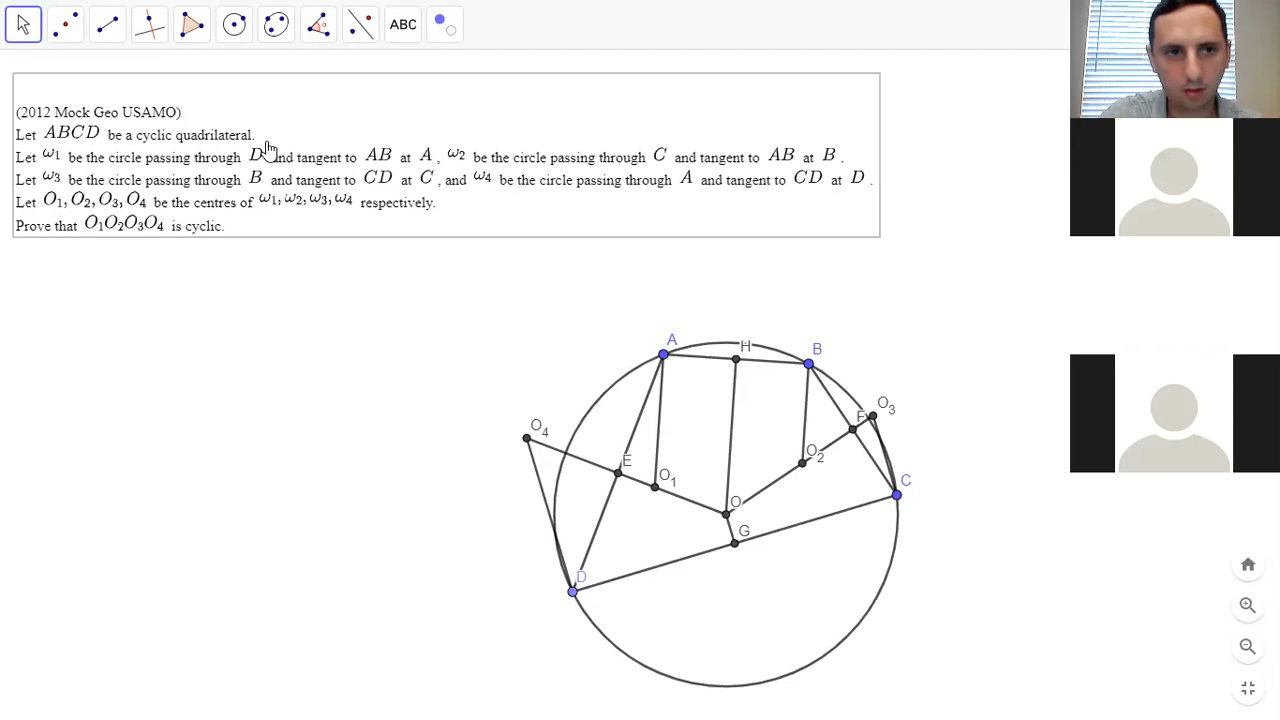 ABC
(2012 Mock Geo USAMO)
Let ABCD be a cyclic quadrilateral.
Let ω₁ be the circle passing through D and tangent to AB at A, ω₂ be the circle passing through C and tangent to AB at B.
Let ω₃ be the circle passing through B and tangent to CD at C, and ω₄ be the circle passing through A and tangent to CD at D.
Let O₁, O₂, O₃, O₄ be the centres of ω₁, ω₂, ω₃, ω₄ respectively.
Prove that O₁O₂O₃O₄ is cyclic.
A
H
B
O₃
F
O₄
O₂
E
O₁
C
O
G
D